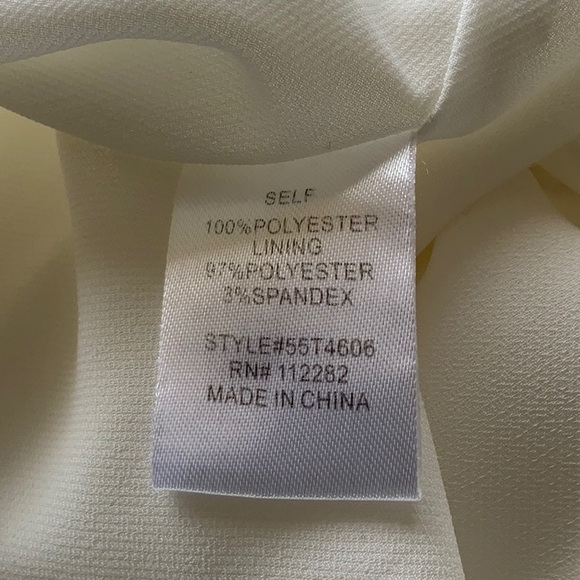 SELF
100%POLYESTER
LINING
97%POLYESTER
3%SPANDEX
STYLE#55T4606
RN# 112282
MADE IN CHINA